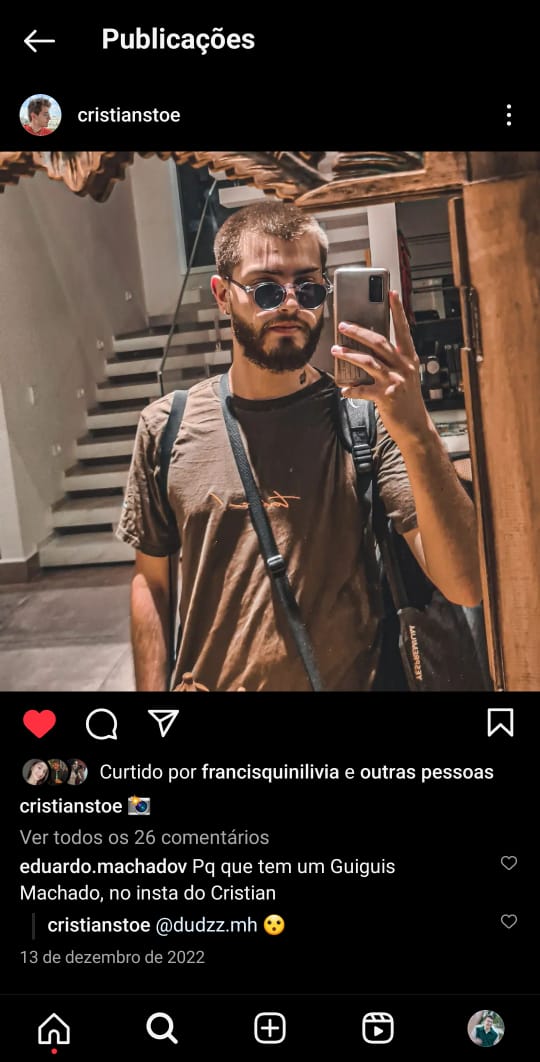 Publicações
cristianstoe
Curtido por francisquinilivia e outras pessoas
cristianstoe
Ver todos os 26 comentários
eduardo.machadov Pq que tem um Guiguis
Machado, no insta do Cristian
cristianstoe @dudzz.mh 😯
13 de dezembro de 2022